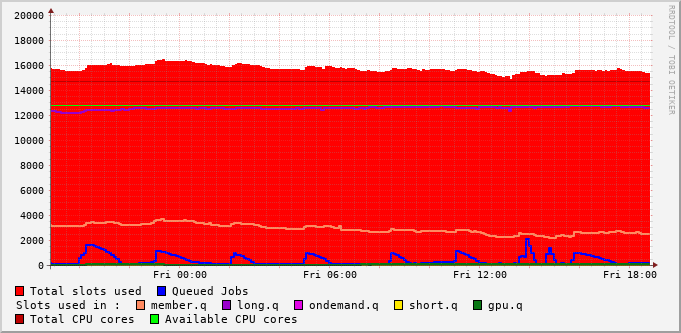 RRDTOOL / TOBI OETIKER
20000
18000
16000
14000
12000
10000
8000
6000
4000
2000
0
Fri 00:00 Fri 06:00 Fri 12:00 Fri 18:00
Total slots used Queued Jobs
Slots used in : member.q long.q ondemand.q short.q gpu.q
Total CPU cores Available CPU cores